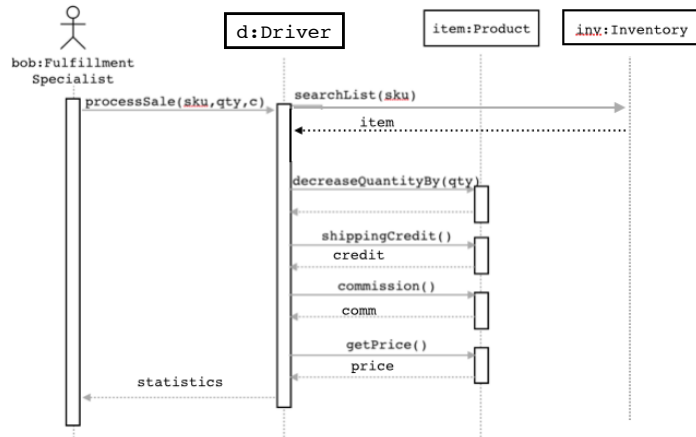 d:Driver
item:Product
inv:Inventory
bob:Fulfillment
Specialist
processSale(sku,qty,c)
searchList(sku)
item
decreaseQuantityBy(qty)
shippingCredit()
credit
commission()
comm
getPrice()
price
statistics